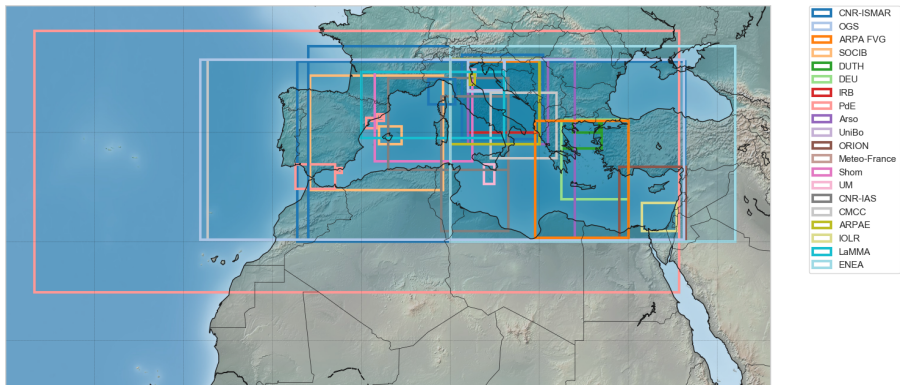 CNR-ISMAR
OGS
ARPA FVG
SOCIB
DUTH
DEU
IRB
PdE
Arso
UniBo
ORION
Meteo-France
Shom
UM
CNR-IAS
CMCC
ARPAE
IOLR
LaMMA
ENEA